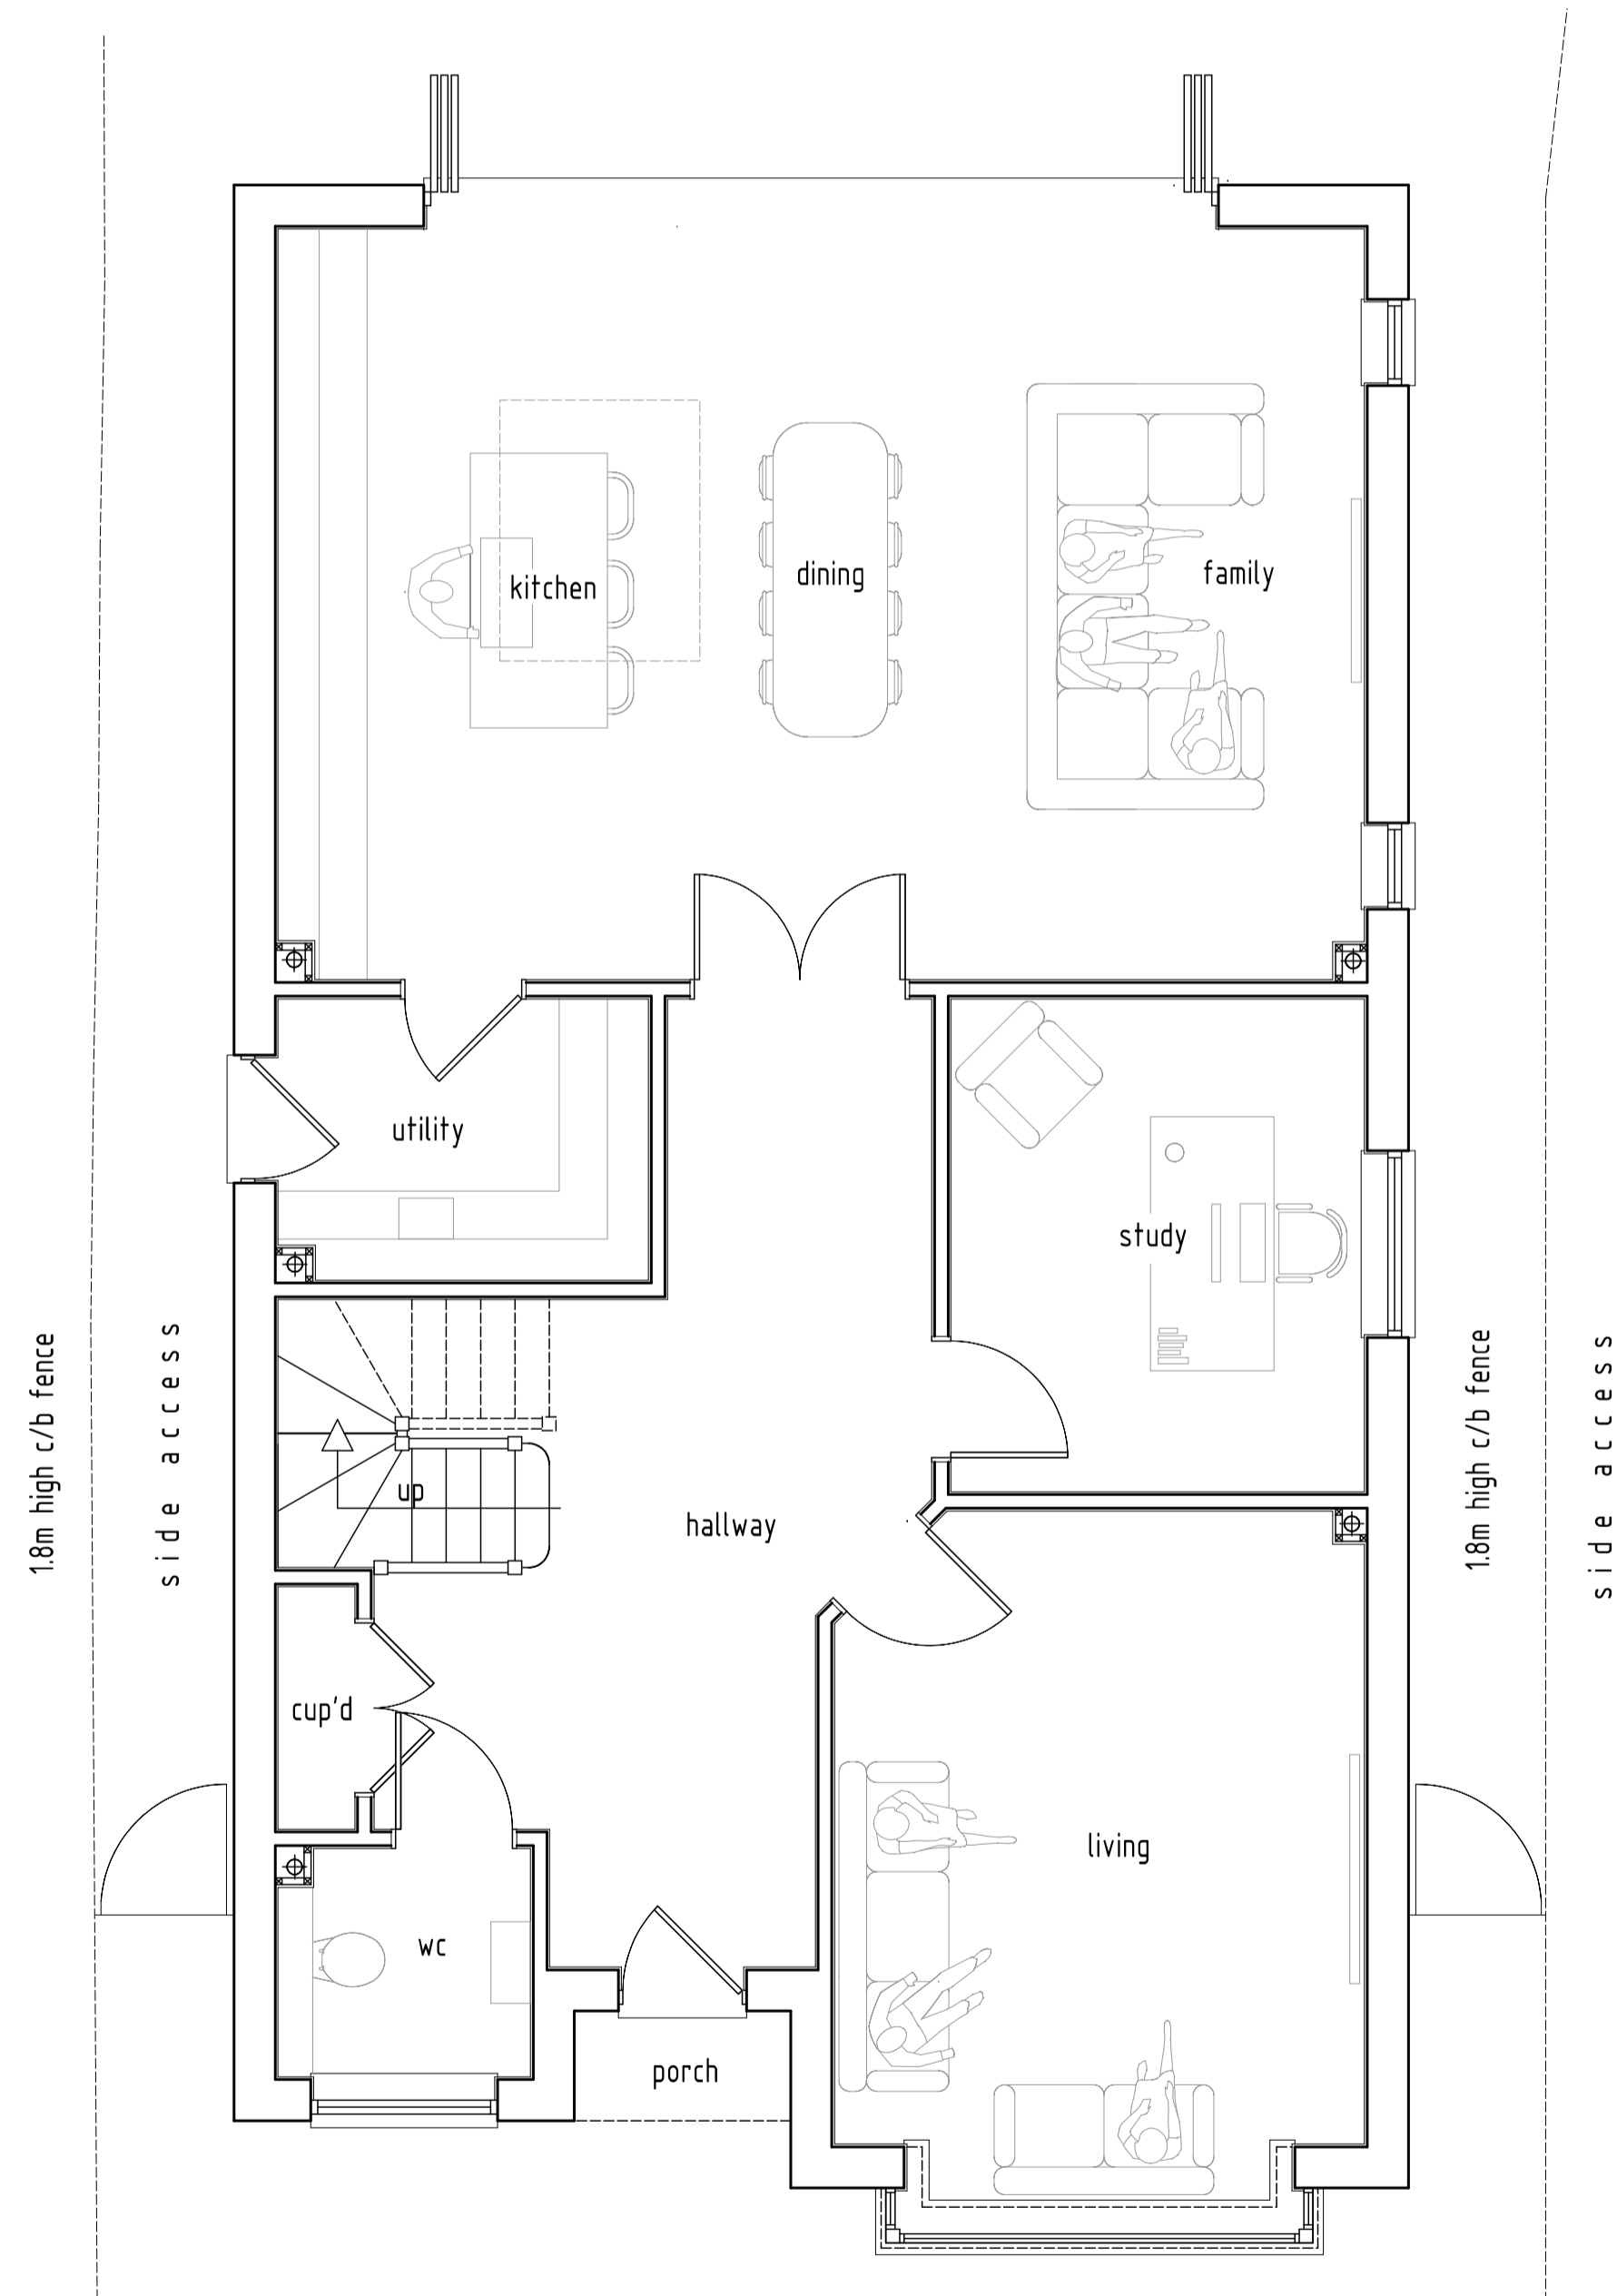 kitchen
dining
family
utility
study
1.8m high c/b fence
side access
up
hallway
1.8m high c/b fence
side access
cup'd
living
wc
porch